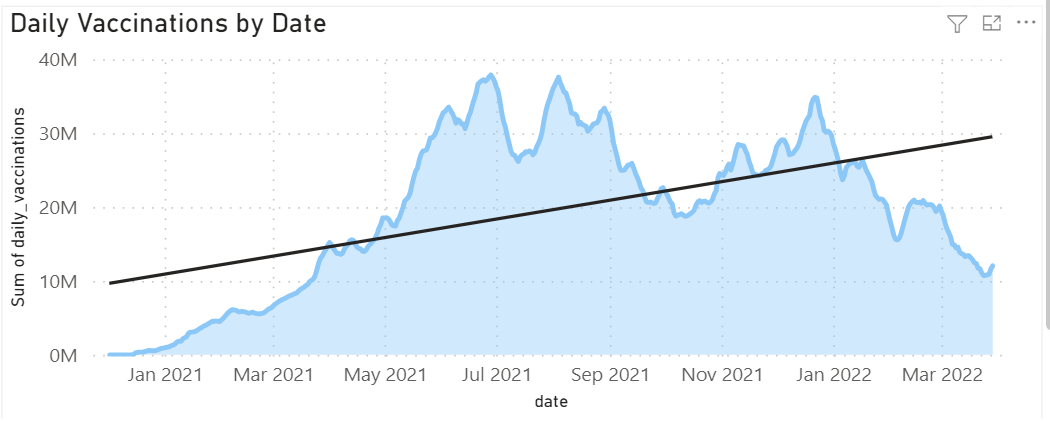 Daily Vaccinations by Date
Sum of daily_vaccinations
40M
30M
20M
10M
0M
Jan 2021 Mar 2021 May 2021 Jul 2021 Sep 2021 Nov 2021 Jan 2022 Mar 2022
date